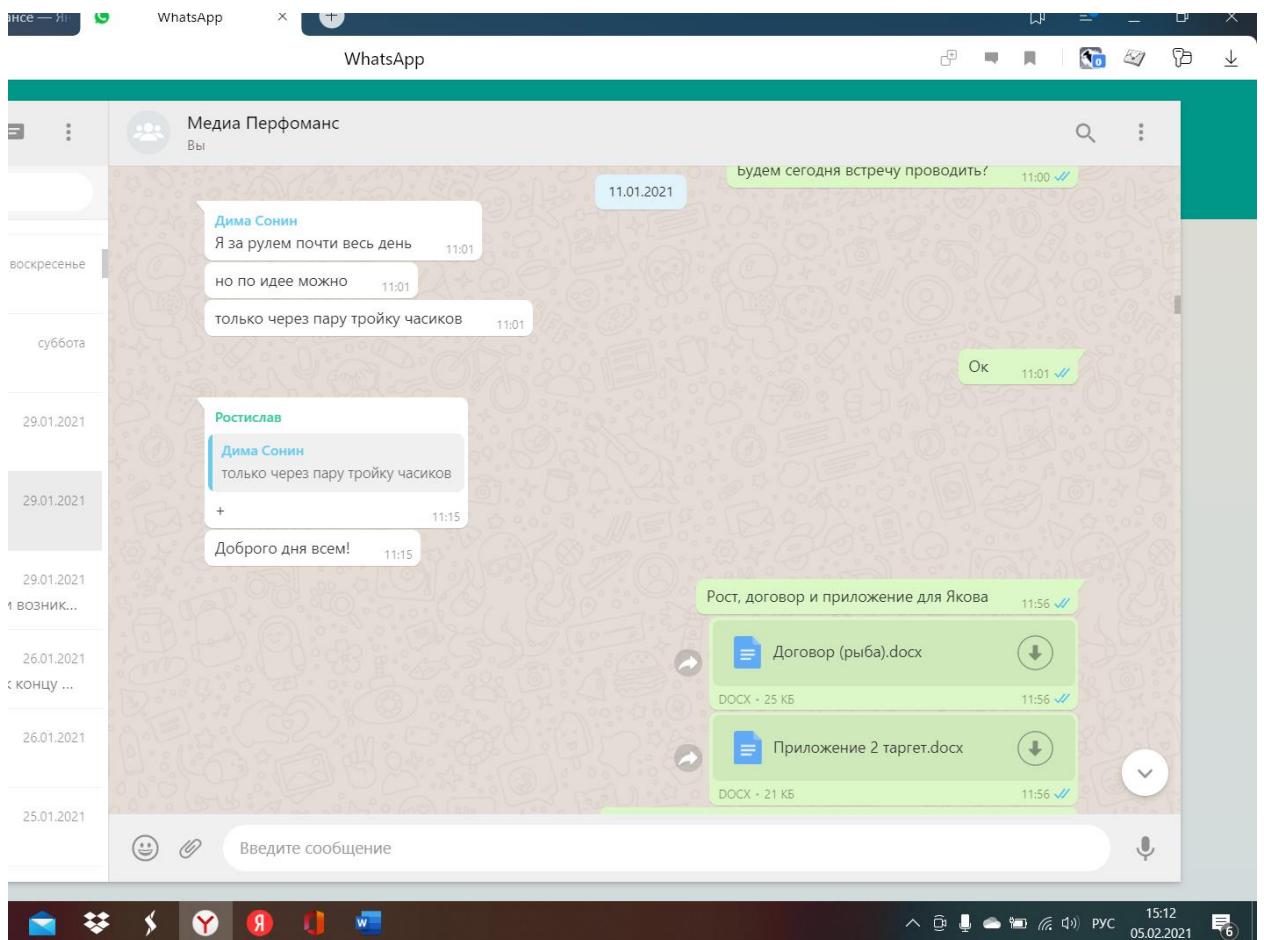 нсе — Ян
WhatsApp
WhatsApp
Медиа Перфоманс
Вы
Будем сегодня встречу проводить?
11:00
11.01.2021
Дима Сонин
Я за рулем почти весь день
11:01
но по идее можно
11:01
только через пару тройку часиков
11:01
Ок
11:01
Ростислав
Дима Сонин
только через пару тройку часиков
+
11:15
Доброго дня всем!
11:15
Рост, договор и приложение для Якова
11:56
Договор (рыба).docx
DOCX • 25 КБ
11:56
Приложение 2 таргет.docx
DOCX • 21 КБ
11:56
воскресенье
суббота
29.01.2021
29.01.2021
29.01.2021
и возник...
26.01.2021
к концу ...
26.01.2021
25.01.2021
Введите сообщение
РУС
15:12
05.02.2021
6